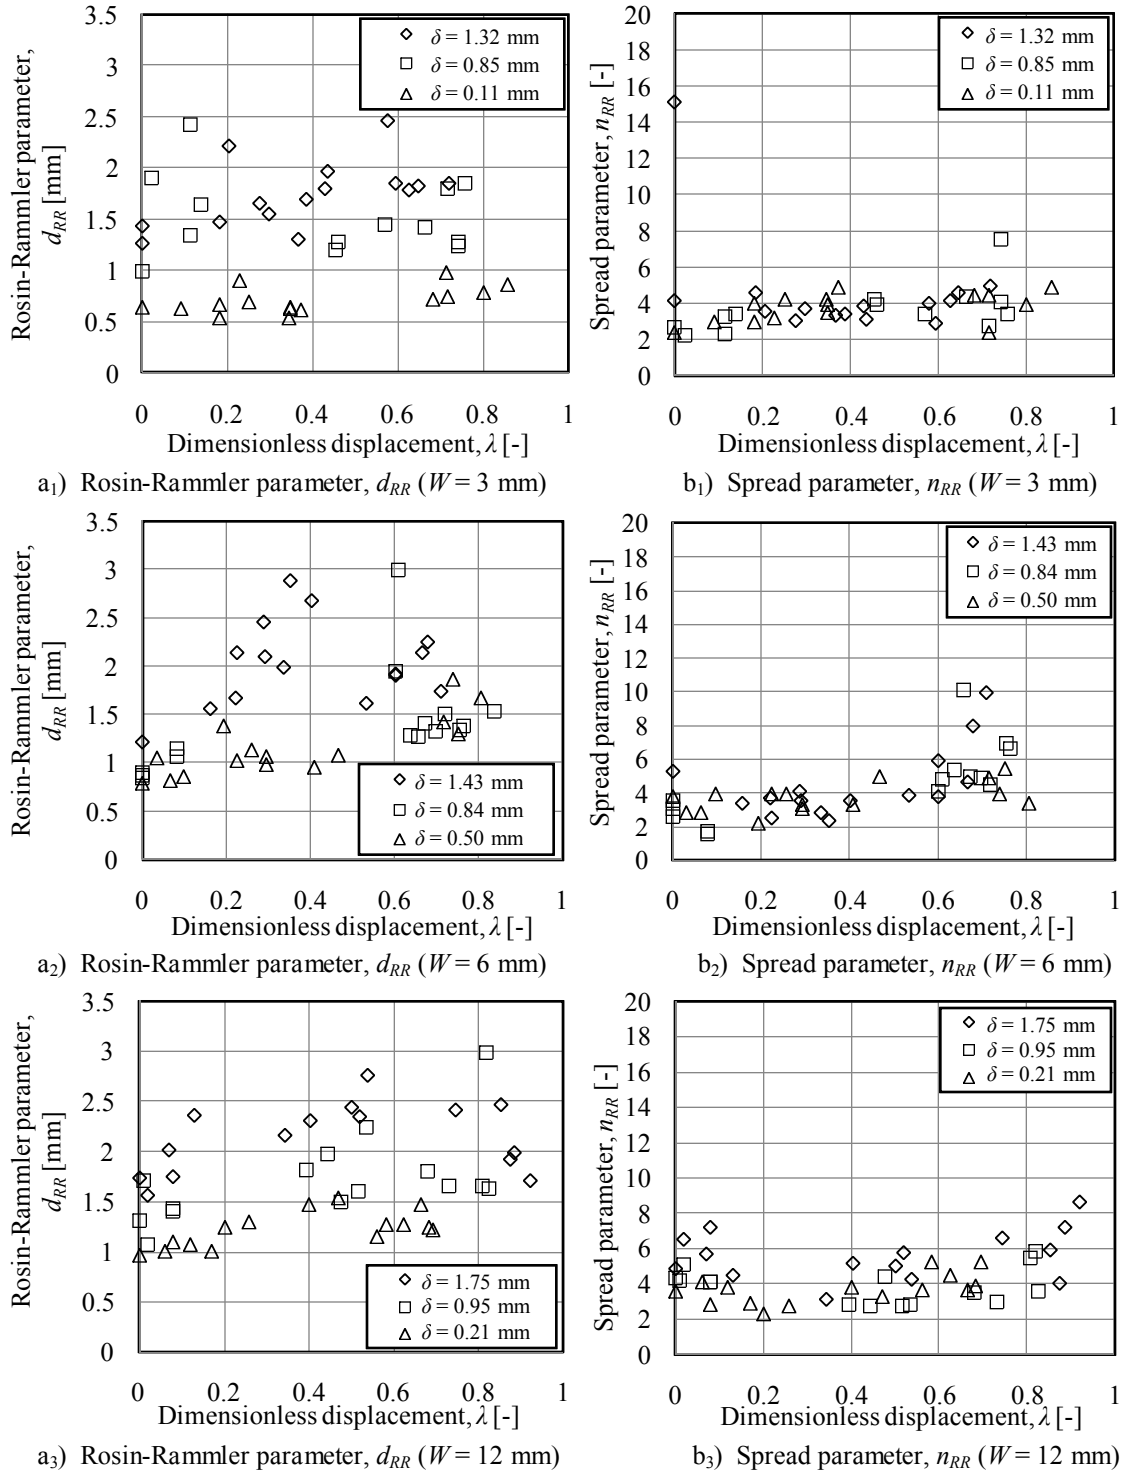 Rosin-Rammler parameter,
d_RR [mm]
3.5
3
2.5
2
1.5
1
0.5
0
δ = 1.32 mm
δ = 0.85 mm
δ = 0.11 mm
0 0.2 0.4 0.6 0.8 1
Dimensionless displacement, λ [-]
a₁) Rosin-Rammler parameter, d_RR (W = 3 mm)
Spread parameter, n_RR [-]
20
18
16
14
12
10
8
6
4
2
0
δ = 1.32 mm
δ = 0.85 mm
δ = 0.11 mm
0 0.2 0.4 0.6 0.8 1
Dimensionless displacement, λ [-]
b₁) Spread parameter, n_RR (W = 3 mm)
Rosin-Rammler parameter,
d_RR [mm]
3.5
3
2.5
2
1.5
1
0.5
0
δ = 1.43 mm
δ = 0.84 mm
δ = 0.50 mm
0 0.2 0.4 0.6 0.8 1
Dimensionless displacement, λ [-]
a₂) Rosin-Rammler parameter, d_RR (W = 6 mm)
Spread parameter, n_RR [-]
20
18
16
14
12
10
8
6
4
2
0
δ = 1.43 mm
δ = 0.84 mm
δ = 0.50 mm
0 0.2 0.4 0.6 0.8 1
Dimensionless displacement, λ [-]
b₂) Spread parameter, n_RR (W = 6 mm)
Rosin-Rammler parameter,
d_RR [mm]
3.5
3
2.5
2
1.5
1
0.5
0
δ = 1.75 mm
δ = 0.95 mm
δ = 0.21 mm
0 0.2 0.4 0.6 0.8 1
Dimensionless displacement, λ [-]
a₃) Rosin-Rammler parameter, d_RR (W = 12 mm)
Spread parameter, n_RR [-]
20
18
16
14
12
10
8
6
4
2
0
δ = 1.75 mm
δ = 0.95 mm
δ = 0.21 mm
0 0.2 0.4 0.6 0.8 1
Dimensionless displacement, λ [-]
b₃) Spread parameter, n_RR (W = 12 mm)